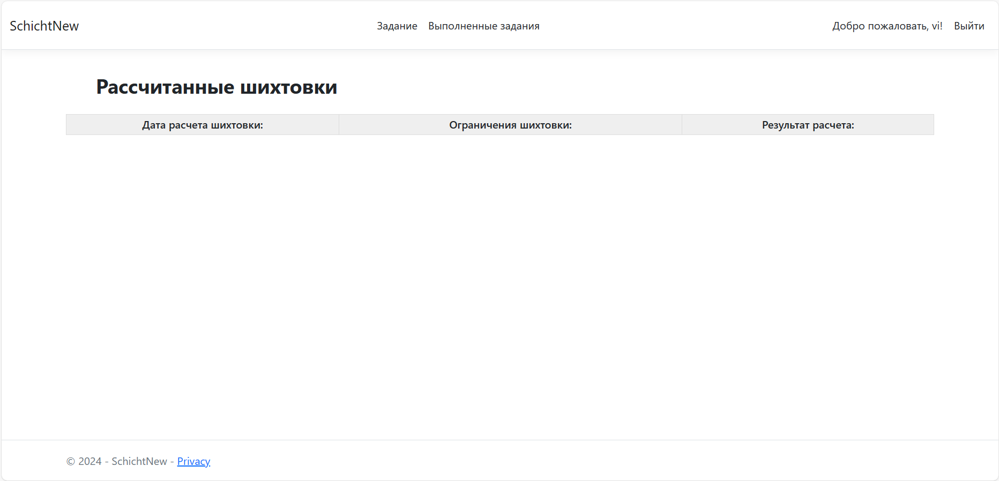 SchichtNew Задание Выполненные задания Добро пожаловать, vi! Выйти
Рассчитанные шихтовки
Дата расчета шихтовки: Ограничения шихтовки: Результат расчета:
© 2024 - SchichtNew - Privacy